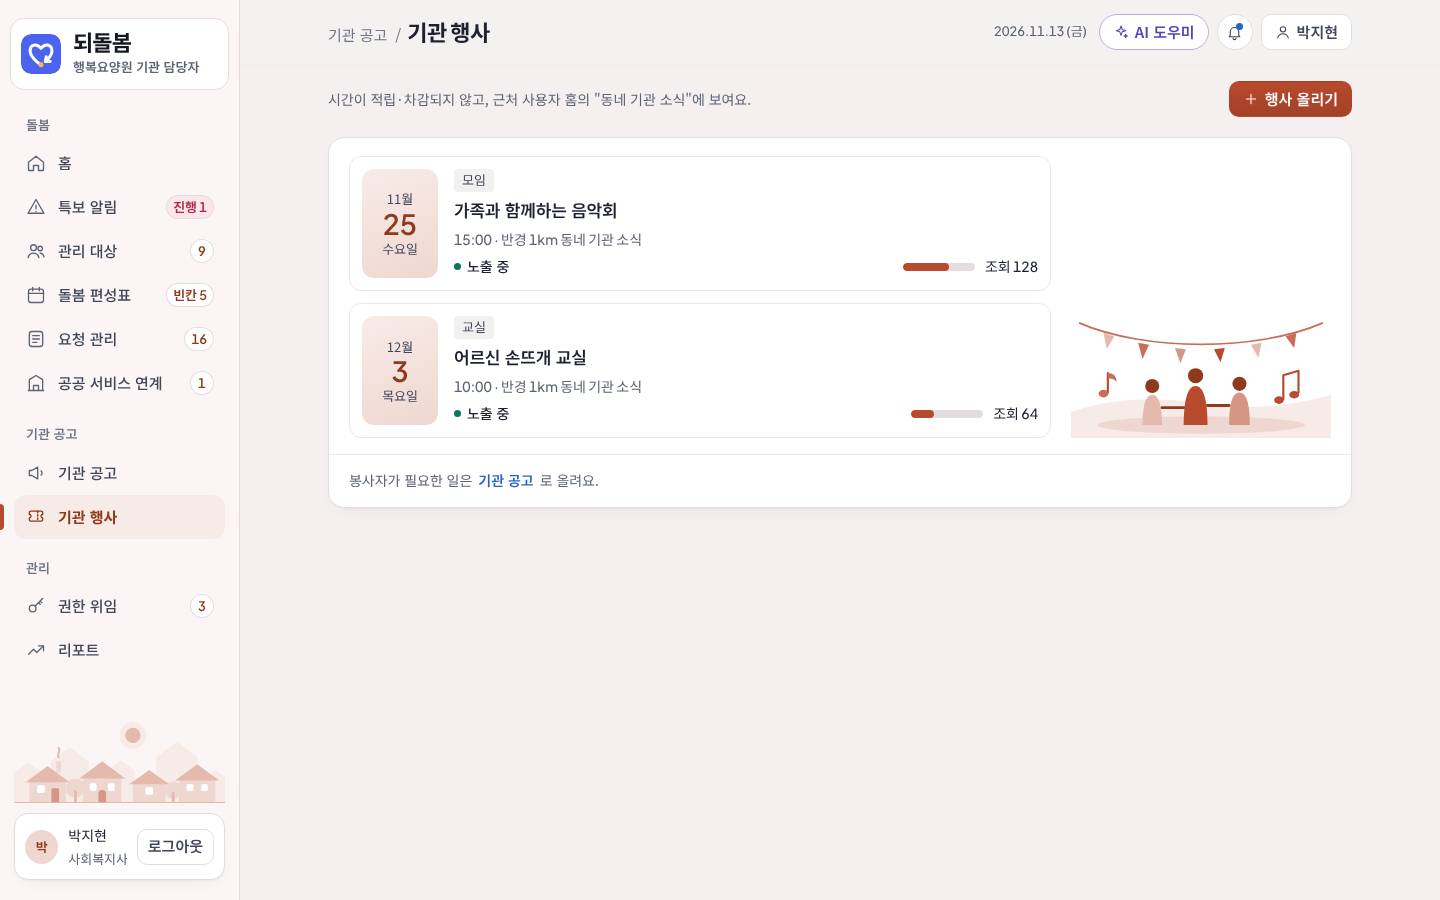 되돌봄
행복요양원 기관 담당자
돌봄
홈
특보 알림 진행 1
관리 대상 9
돌봄 편성표 빈칸 5
요청 관리 16
공공 서비스 연계 1
기관 공고
기관 공고
기관 행사
관리
권한 위임 3
리포트
박 박지현
사회복지사
로그아웃
기관 공고 / 기관 행사
2026.11.13(금) AI 도우미 박지현
시간이 적립·차감되지 않고, 근처 사용자 홈의 "동네 기관 소식"에 보여요.
+ 행사 올리기
11월
25
수요일
모임
가족과 함께하는 음악회
15:00 · 반경 1km 동네 기관 소식
노출 중 조회 128
12월
3
목요일
교실
어르신 손뜨개 교실
10:00 · 반경 1km 동네 기관 소식
노출 중 조회 64
봉사자가 필요한 일은 기관 공고 로 올려요.